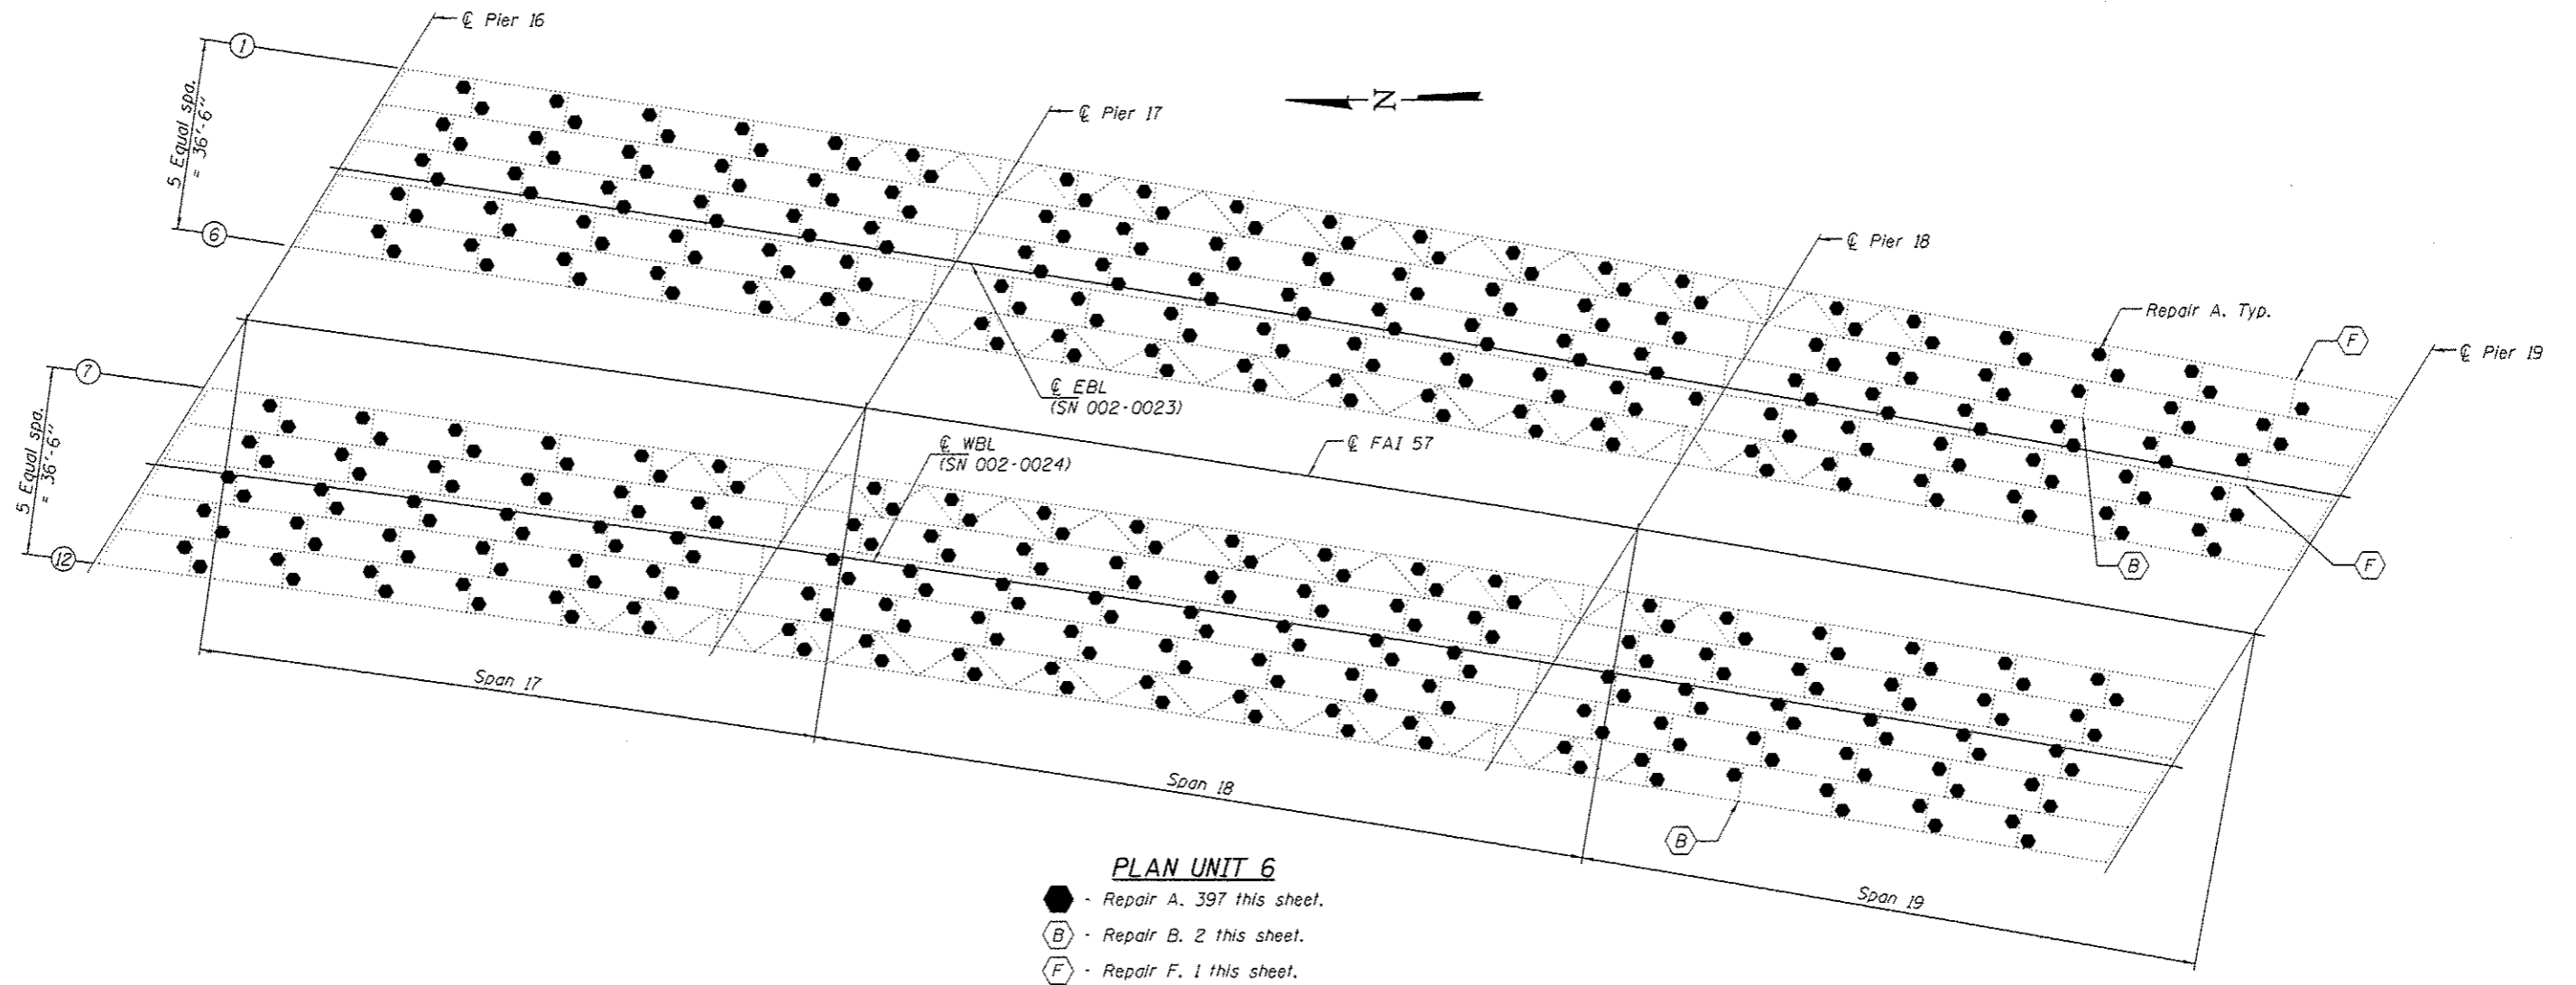 ℄ Pier 16
1
5 Equal spa.
= 36'-6"
6
℄ Pier 17
N
℄ Pier 18
Repair A. Typ.
F
℄ Pier 19
7
5 Equal spa.
= 36'-6"
12
℄ EBL
(SN 002-0023)
℄ WBL
(SN 002-0024)
℄ FAI 57
B
F
Span 17
Span 18
B
Span 19
PLAN UNIT 6
- Repair A. 397 this sheet.
B - Repair B. 2 this sheet.
F - Repair F. 1 this sheet.